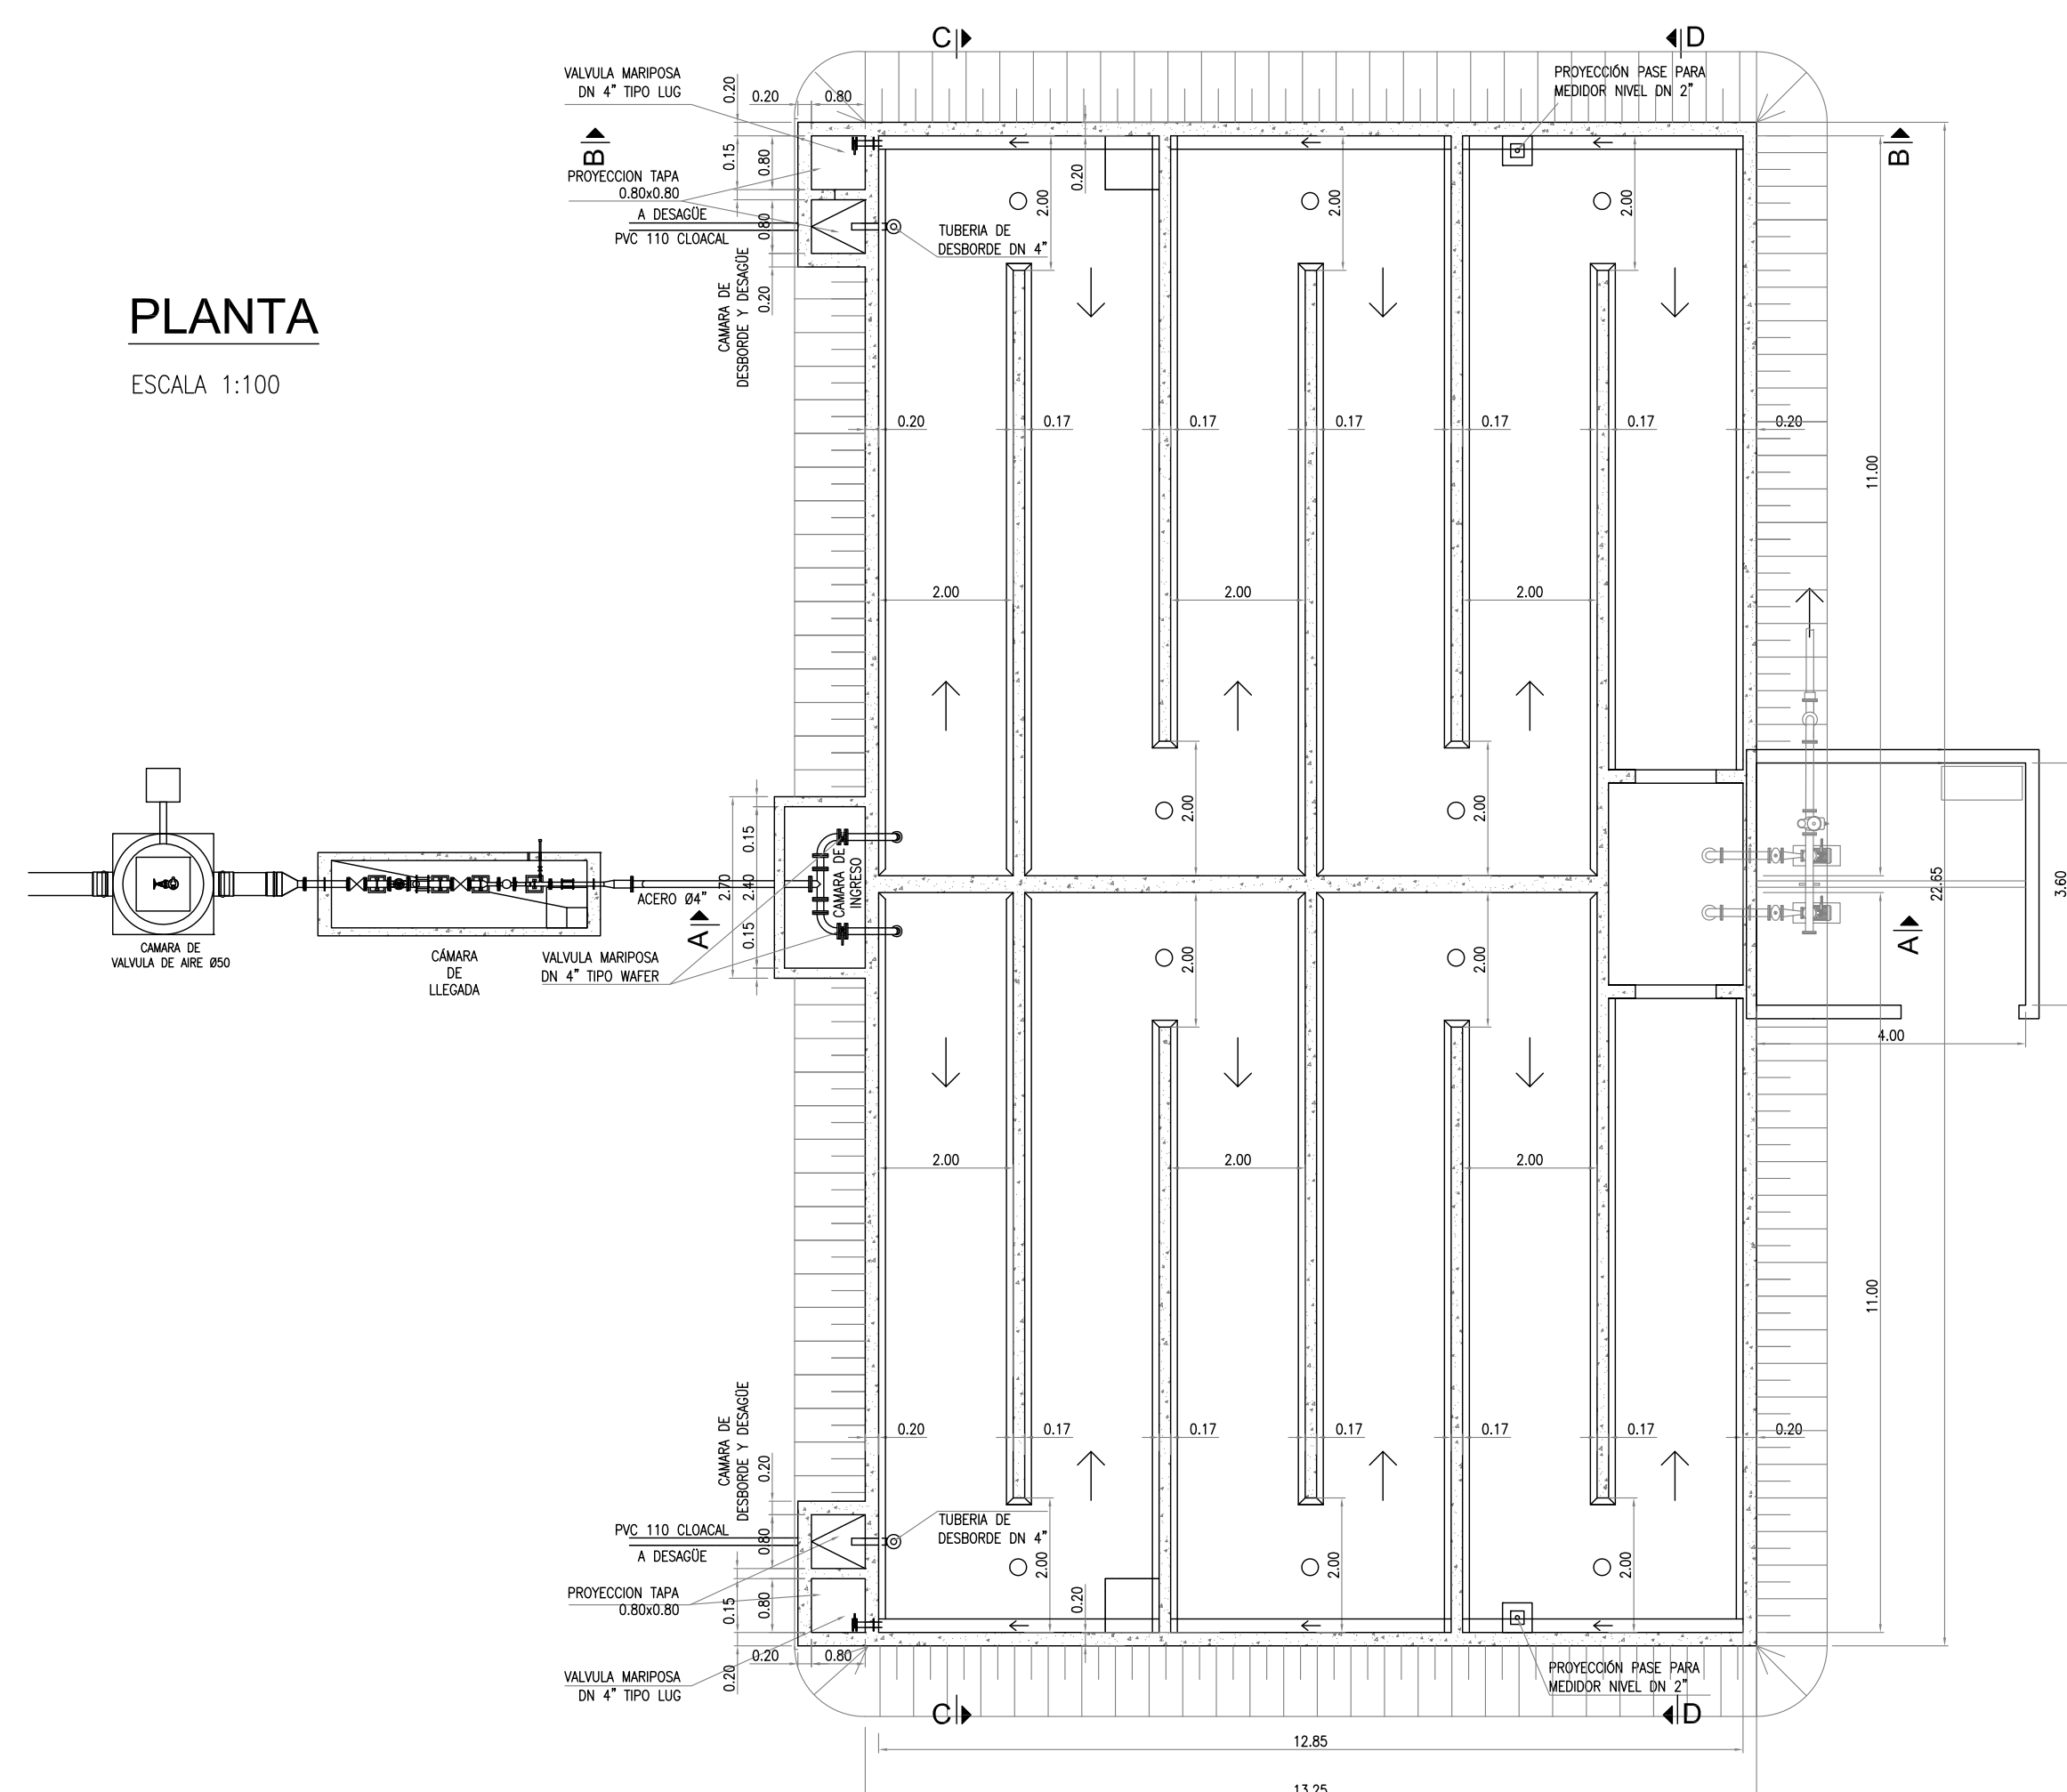 C
D
VALVULA MARIPOSA
DN 4" TIPO LUG
0.20
0.20
0.80
PROYECCIÓN PASE PARA
MEDIDOR NIVEL DN 2"
B
B
0.15
0.80
0.20
2.00
2.00
2.00
PROYECCION TAPA
0.80x0.80
A DESAGÜE
PVC 110 CLOACAL
0.80
TUBERIA DE
DESBORDE DN 4"
CAMARA DE
DESBORDE Y DESAGÜE
0.20
PLANTA
ESCALA 1:100
0.20
0.17
0.17
0.17
0.17
0.17
0.20
11.00
2.00
2.00
2.00
2.00
2.00
0.15
2.70
2.40
0.15
CAMARA DE
INGRESO
ACERO Ø4"
A
A
22.65
3.60
CAMARA DE
VALVULA DE AIRE Ø50
CÁMARA
DE
LLEGADA
VALVULA MARIPOSA
DN 4" TIPO WAFER
2.00
2.00
4.00
2.00
2.00
2.00
11.00
CAMARA DE
DESBORDE Y DESAGÜE
0.20
0.20
0.17
0.17
0.17
0.17
0.17
0.20
PVC 110 CLOACAL
A DESAGÜE
0.80
TUBERIA DE
DESBORDE DN 4"
2.00
2.00
2.00
PROYECCION TAPA
0.80x0.80
0.15
0.80
0.20
0.20
0.80
0.20
VALVULA MARIPOSA
DN 4" TIPO LUG
PROYECCIÓN PASE PARA
MEDIDOR NIVEL DN 2"
C
D
12.85
13.25